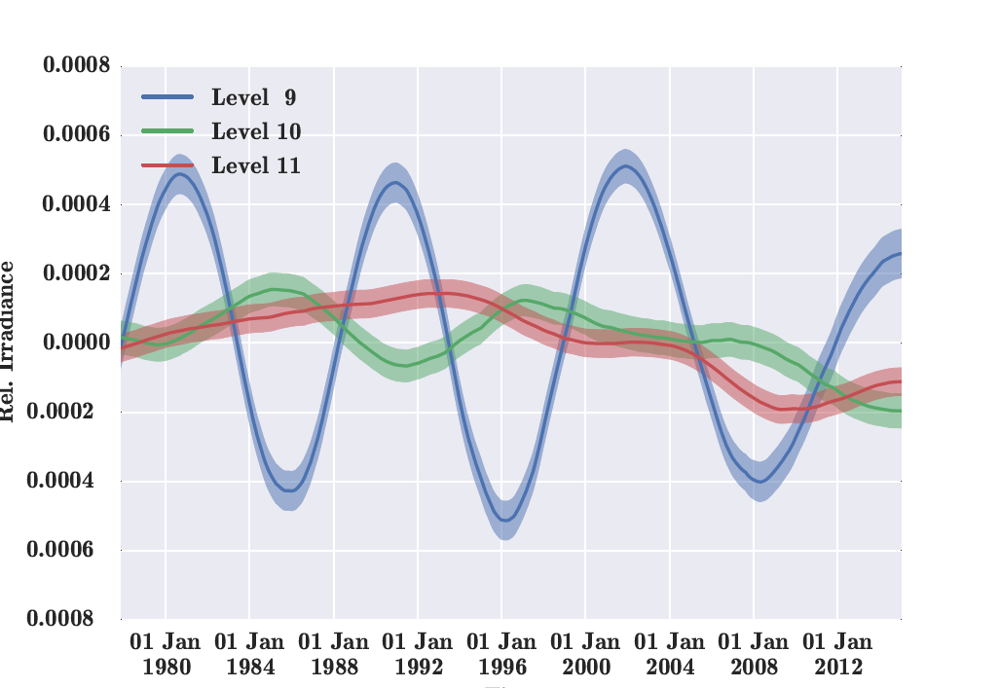 0.0008
0.0006
0.0004
0.0002
0.0000
0.0002
0.0004
0.0006
0.0008
Rel. Irradiance
Level 9
Level 10
Level 11
01 Jan 01 Jan 01 Jan 01 Jan 01 Jan 01 Jan 01 Jan 01 Jan 01 Jan
1980 1984 1988 1992 1996 2000 2004 2008 2012